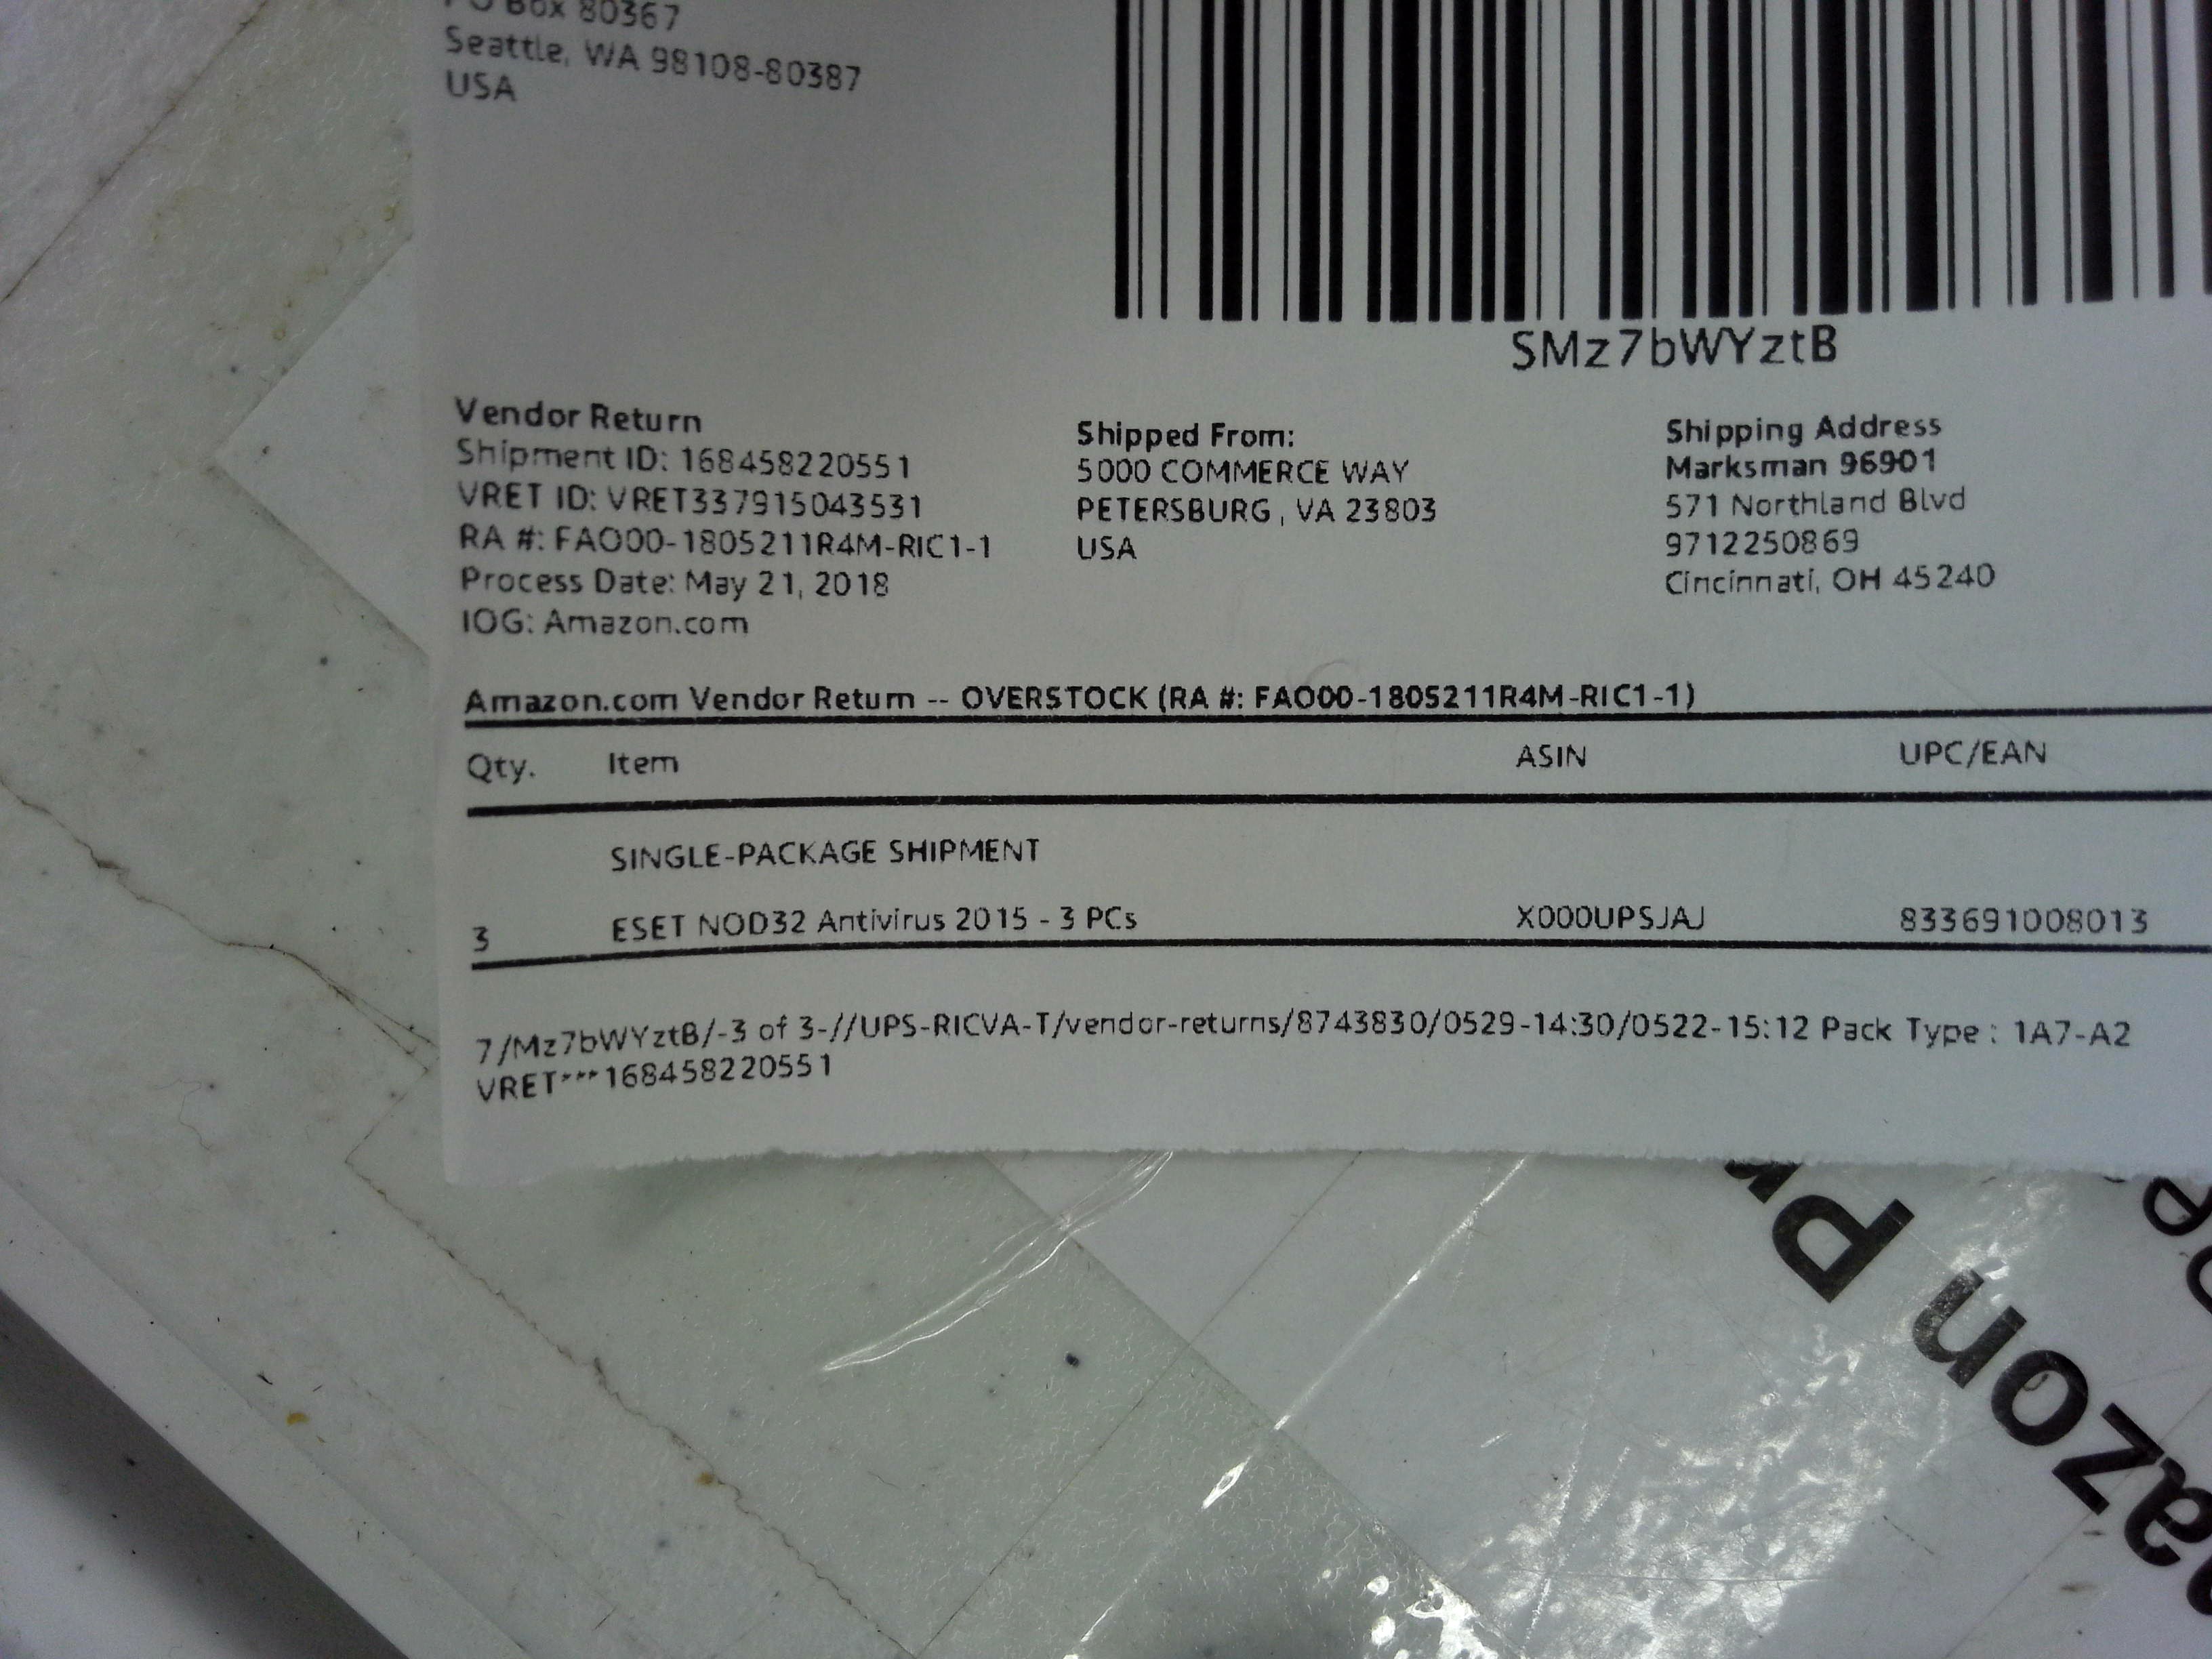 PO Box 80367
Seattle, WA 98108-80387
USA
SMz7bWYztB
Vendor Return
Shipment ID: 168458220551
VRET ID: VRET337915043531
RA #: FAO00-1805211R4M-RIC1-1
Process Date: May 21, 2018
IOG: Amazon.com
Shipped From:
5000 COMMERCE WAY
PETERSBURG , VA 23803
USA
Shipping Address
Marksman 96901
571 Northland Blvd
9712250869
Cincinnati, OH 45240
Amazon.com Vendor Return -- OVERSTOCK (RA #: FAO00-1805211R4M-RIC1-1)
Qty. Item ASIN UPC/EAN
SINGLE-PACKAGE SHIPMENT
3 ESET NOD32 Antivirus 2015 - 3 PCs X000UPSJAJ 833691008013
7/Mz7bWYztB/-3 of 3-//UPS-RICVA-T/vendor-returns/8743830/0529-14:30/0522-15:12 Pack Type : 1A7-A2
VRET***168458220551
azon Pr